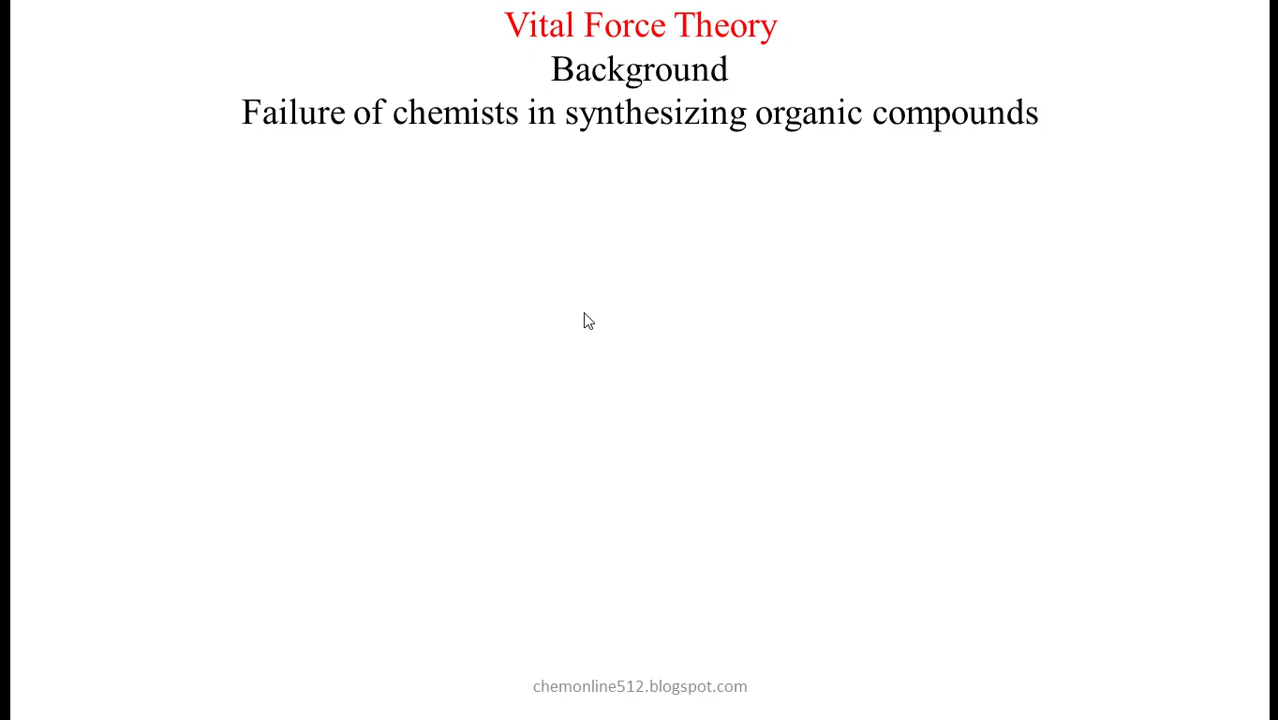 Vital Force Theory
Background
Failure of chemists in synthesizing organic compounds
chemonline512.blogspot.com